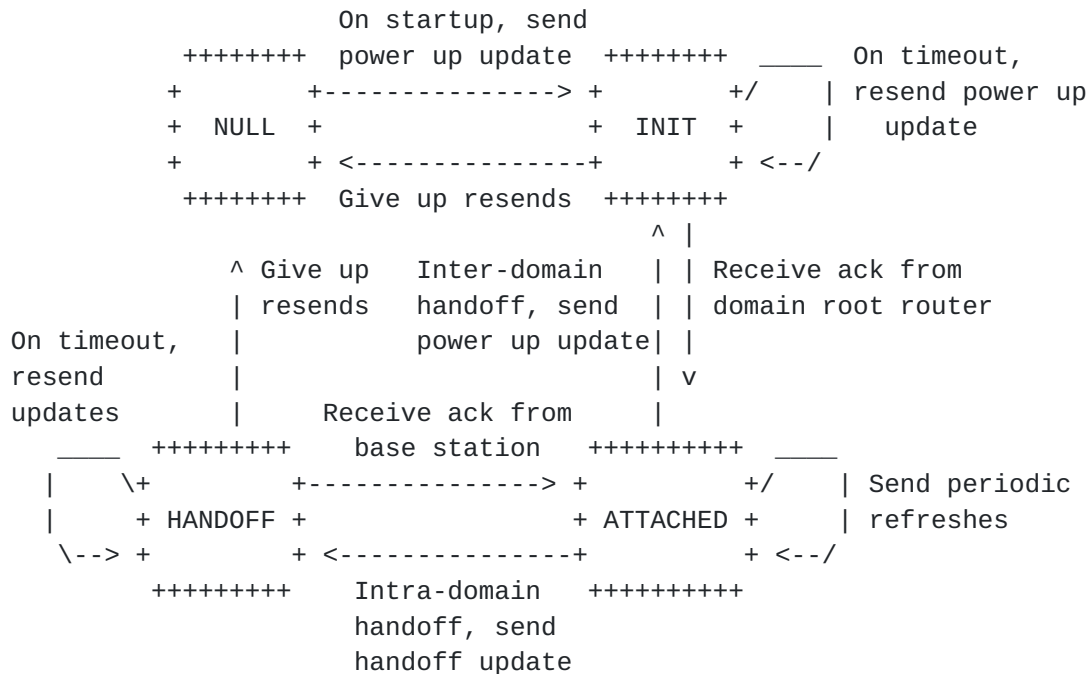 On startup, send
           ++++++++  power up update  ++++++++  ____  On timeout,
          +        +---------------> +        +/    | resend power up
          +  NULL  +                 +  INIT  +     |   update
          +        + <---------------+        + <--/
           ++++++++  Give up resends  ++++++++
                                         ^ |
              ^ Give up   Inter-domain   | | Receive ack from
              | resends   handoff, send  | | domain root router
On timeout,   |           power up update| |
resend        |                          | v
updates       |     Receive ack from     |
   ____  +++++++++    base station   ++++++++++  ____
  |    \+         +---------------> +          +/    | Send periodic
  |     + HANDOFF +                 + ATTACHED +     | refreshes
   \--> +         + <---------------+          + <--/
         +++++++++    Intra-domain   ++++++++++
                      handoff, send
                      handoff update